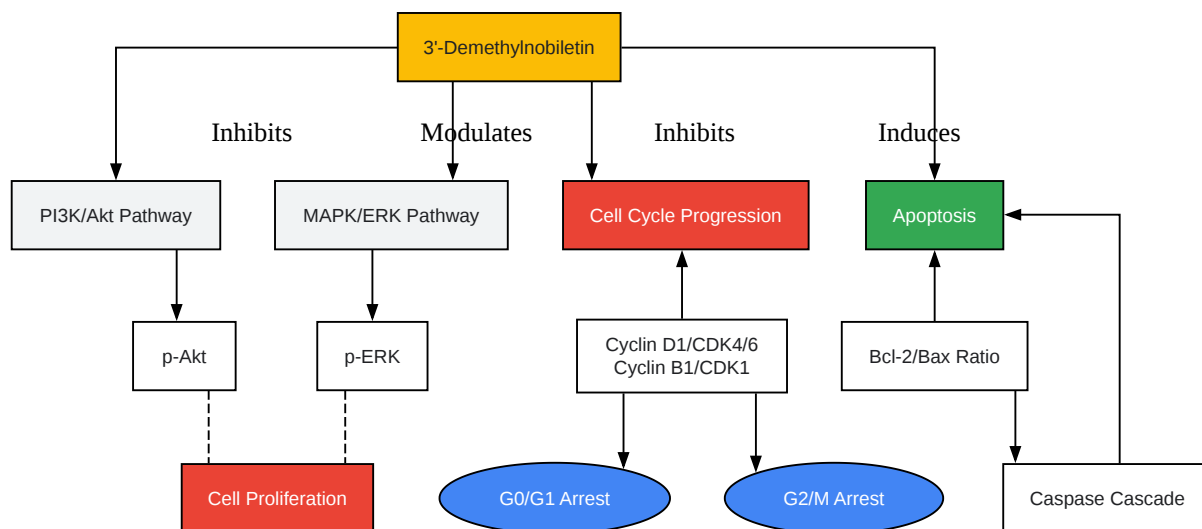 3'-Demethylnobiletin
Inhibits
Modulates
Inhibits
Induces
PI3K/Akt Pathway
MAPK/ERK Pathway
Cell Cycle Progression
Apoptosis
p-Akt
p-ERK
Cyclin D1/CDK4/6
Cyclin B1/CDK1
Bcl-2/Bax Ratio
Cell Proliferation
G0/G1 Arrest
G2/M Arrest
Caspase Cascade